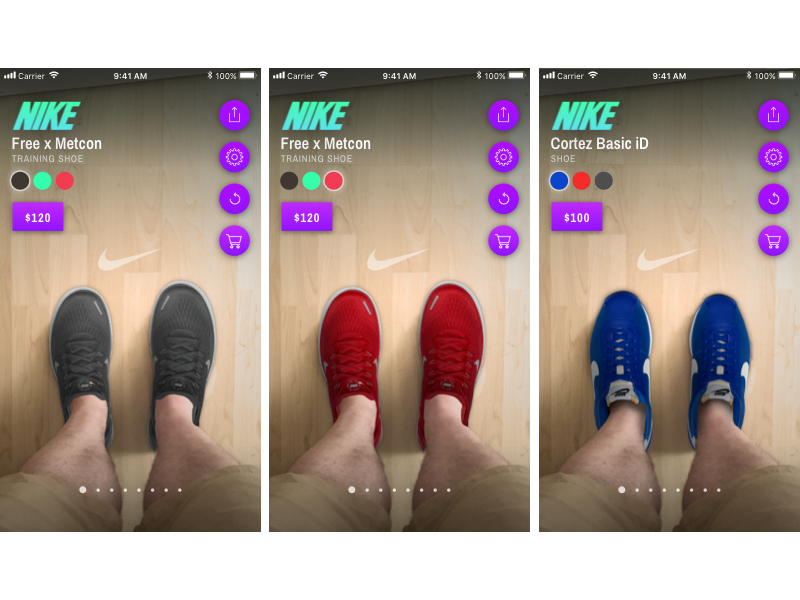 Carrier 9:41 AM 100%
NIKE
Free x Metcon
TRAINING SHOE
$120
Carrier 9:41 AM 100%
NIKE
Free x Metcon
TRAINING SHOE
$120
Carrier 9:41 AM 100%
NIKE
Cortez Basic iD
SHOE
$100